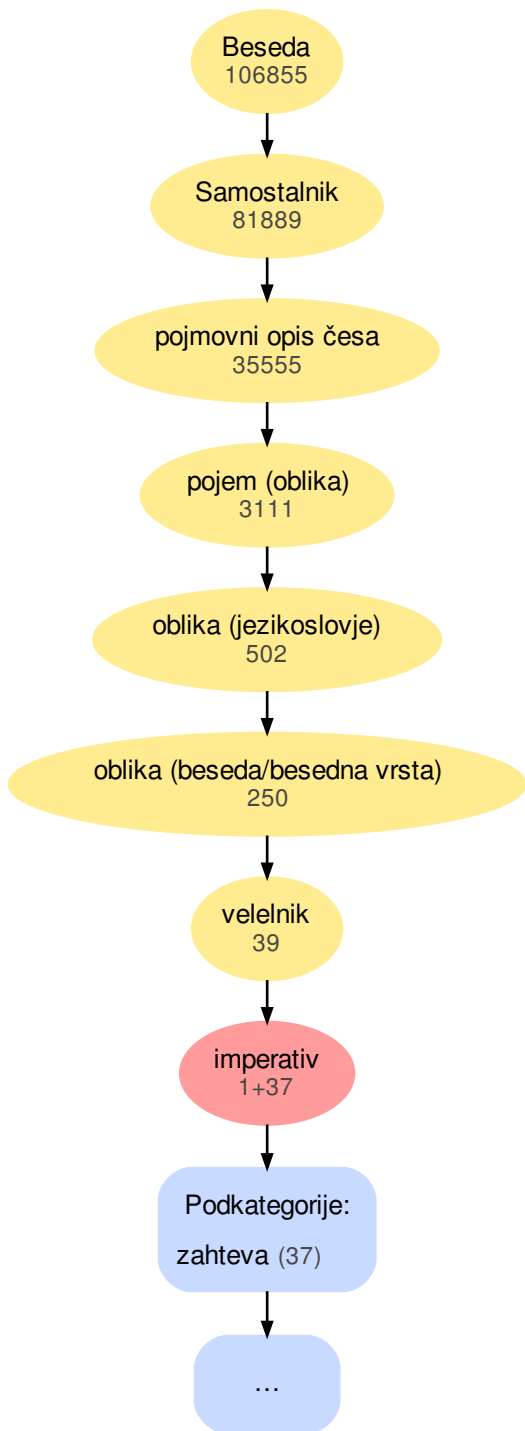 Beseda
106855
Samostalnik
81889
pojmovni opis česa
35555
pojem (oblika)
3111
oblika (jezikoslovje)
502
oblika (beseda/besedna vrsta)
250
velelnik
39
imperativ
1+37
Podkategorije:
zahteva (37)
...